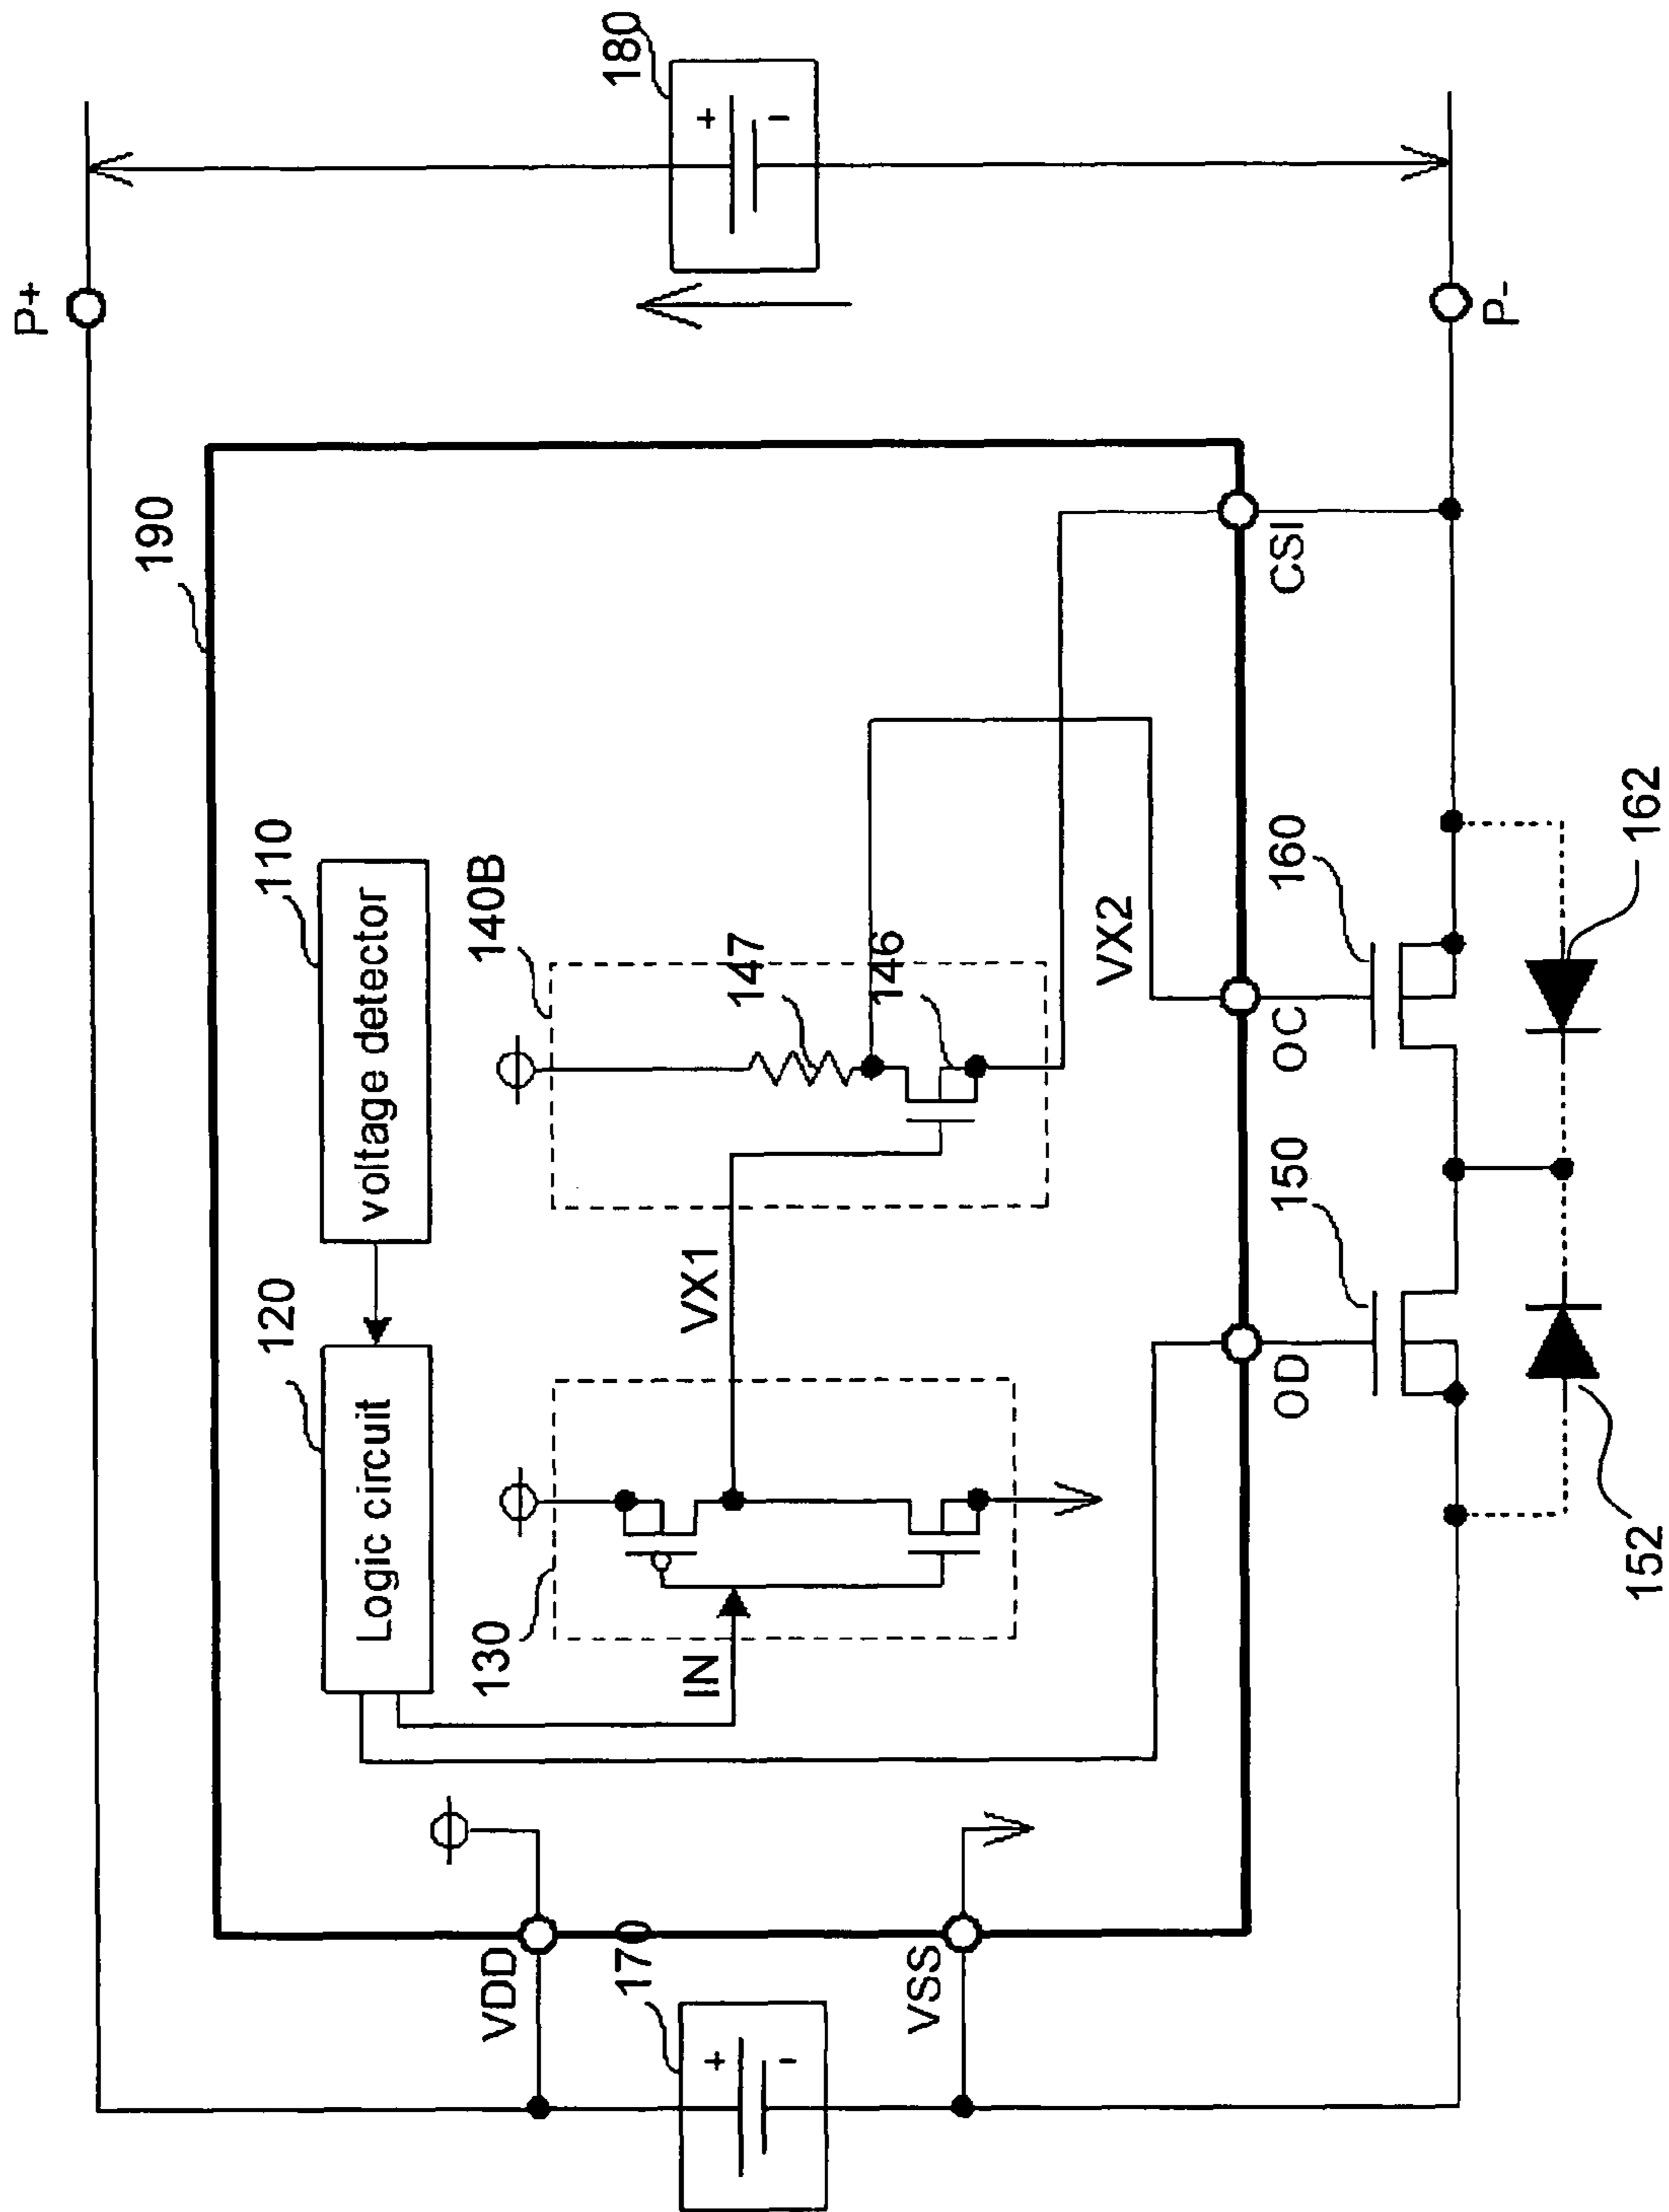 P+
180
+
-
P-
190
110
voltage detector
120
Logic circuit
140B
147
146
130
IN
VX1
VX2
VDD
170
+
-
VSS
CSI
OC
OD
160
150
162
152